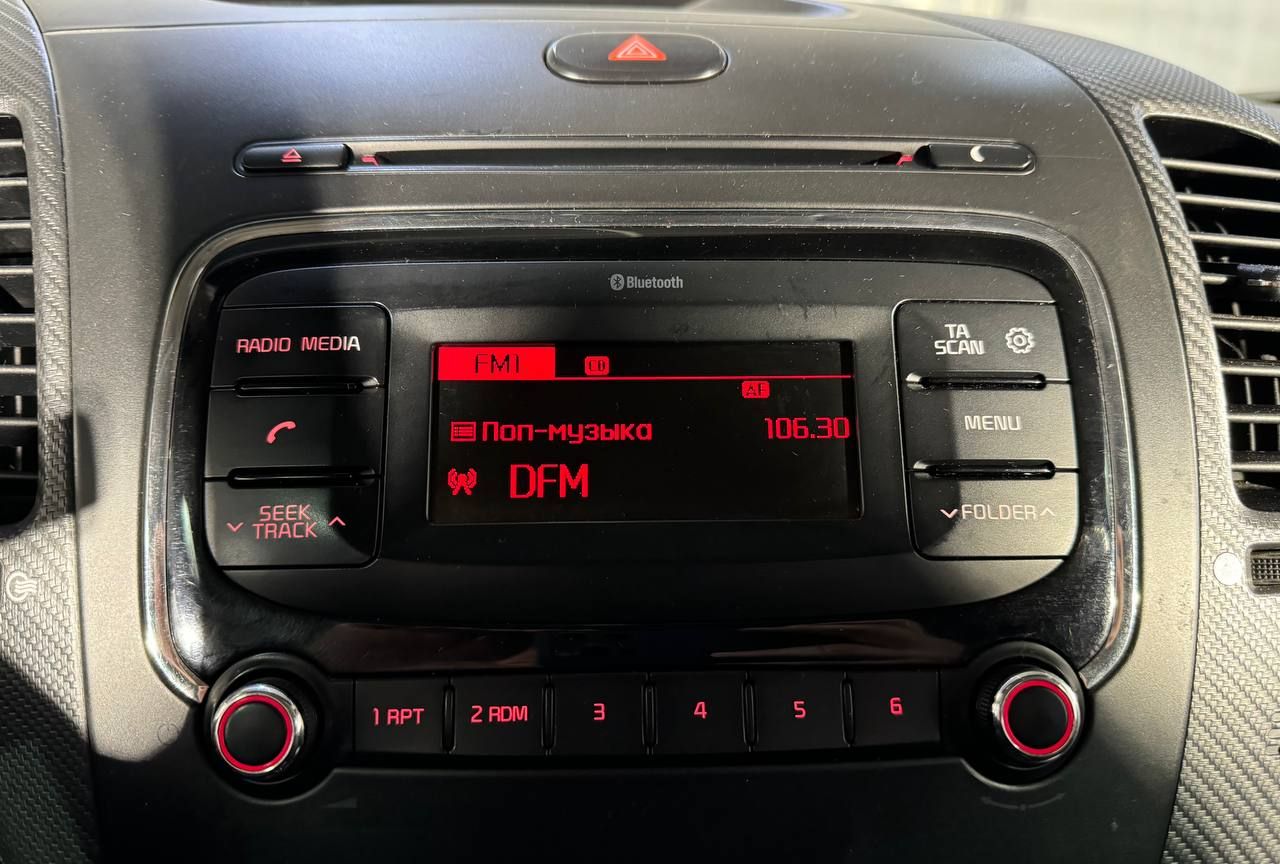 Bluetooth
RADIO MEDIA
TA
SCAN
FM1 CD
AF
MENU
Поп-музыка 106.30
DFM
SEEK
TRACK
FOLDER
1 RPT 2 RDM 3 4 5 6